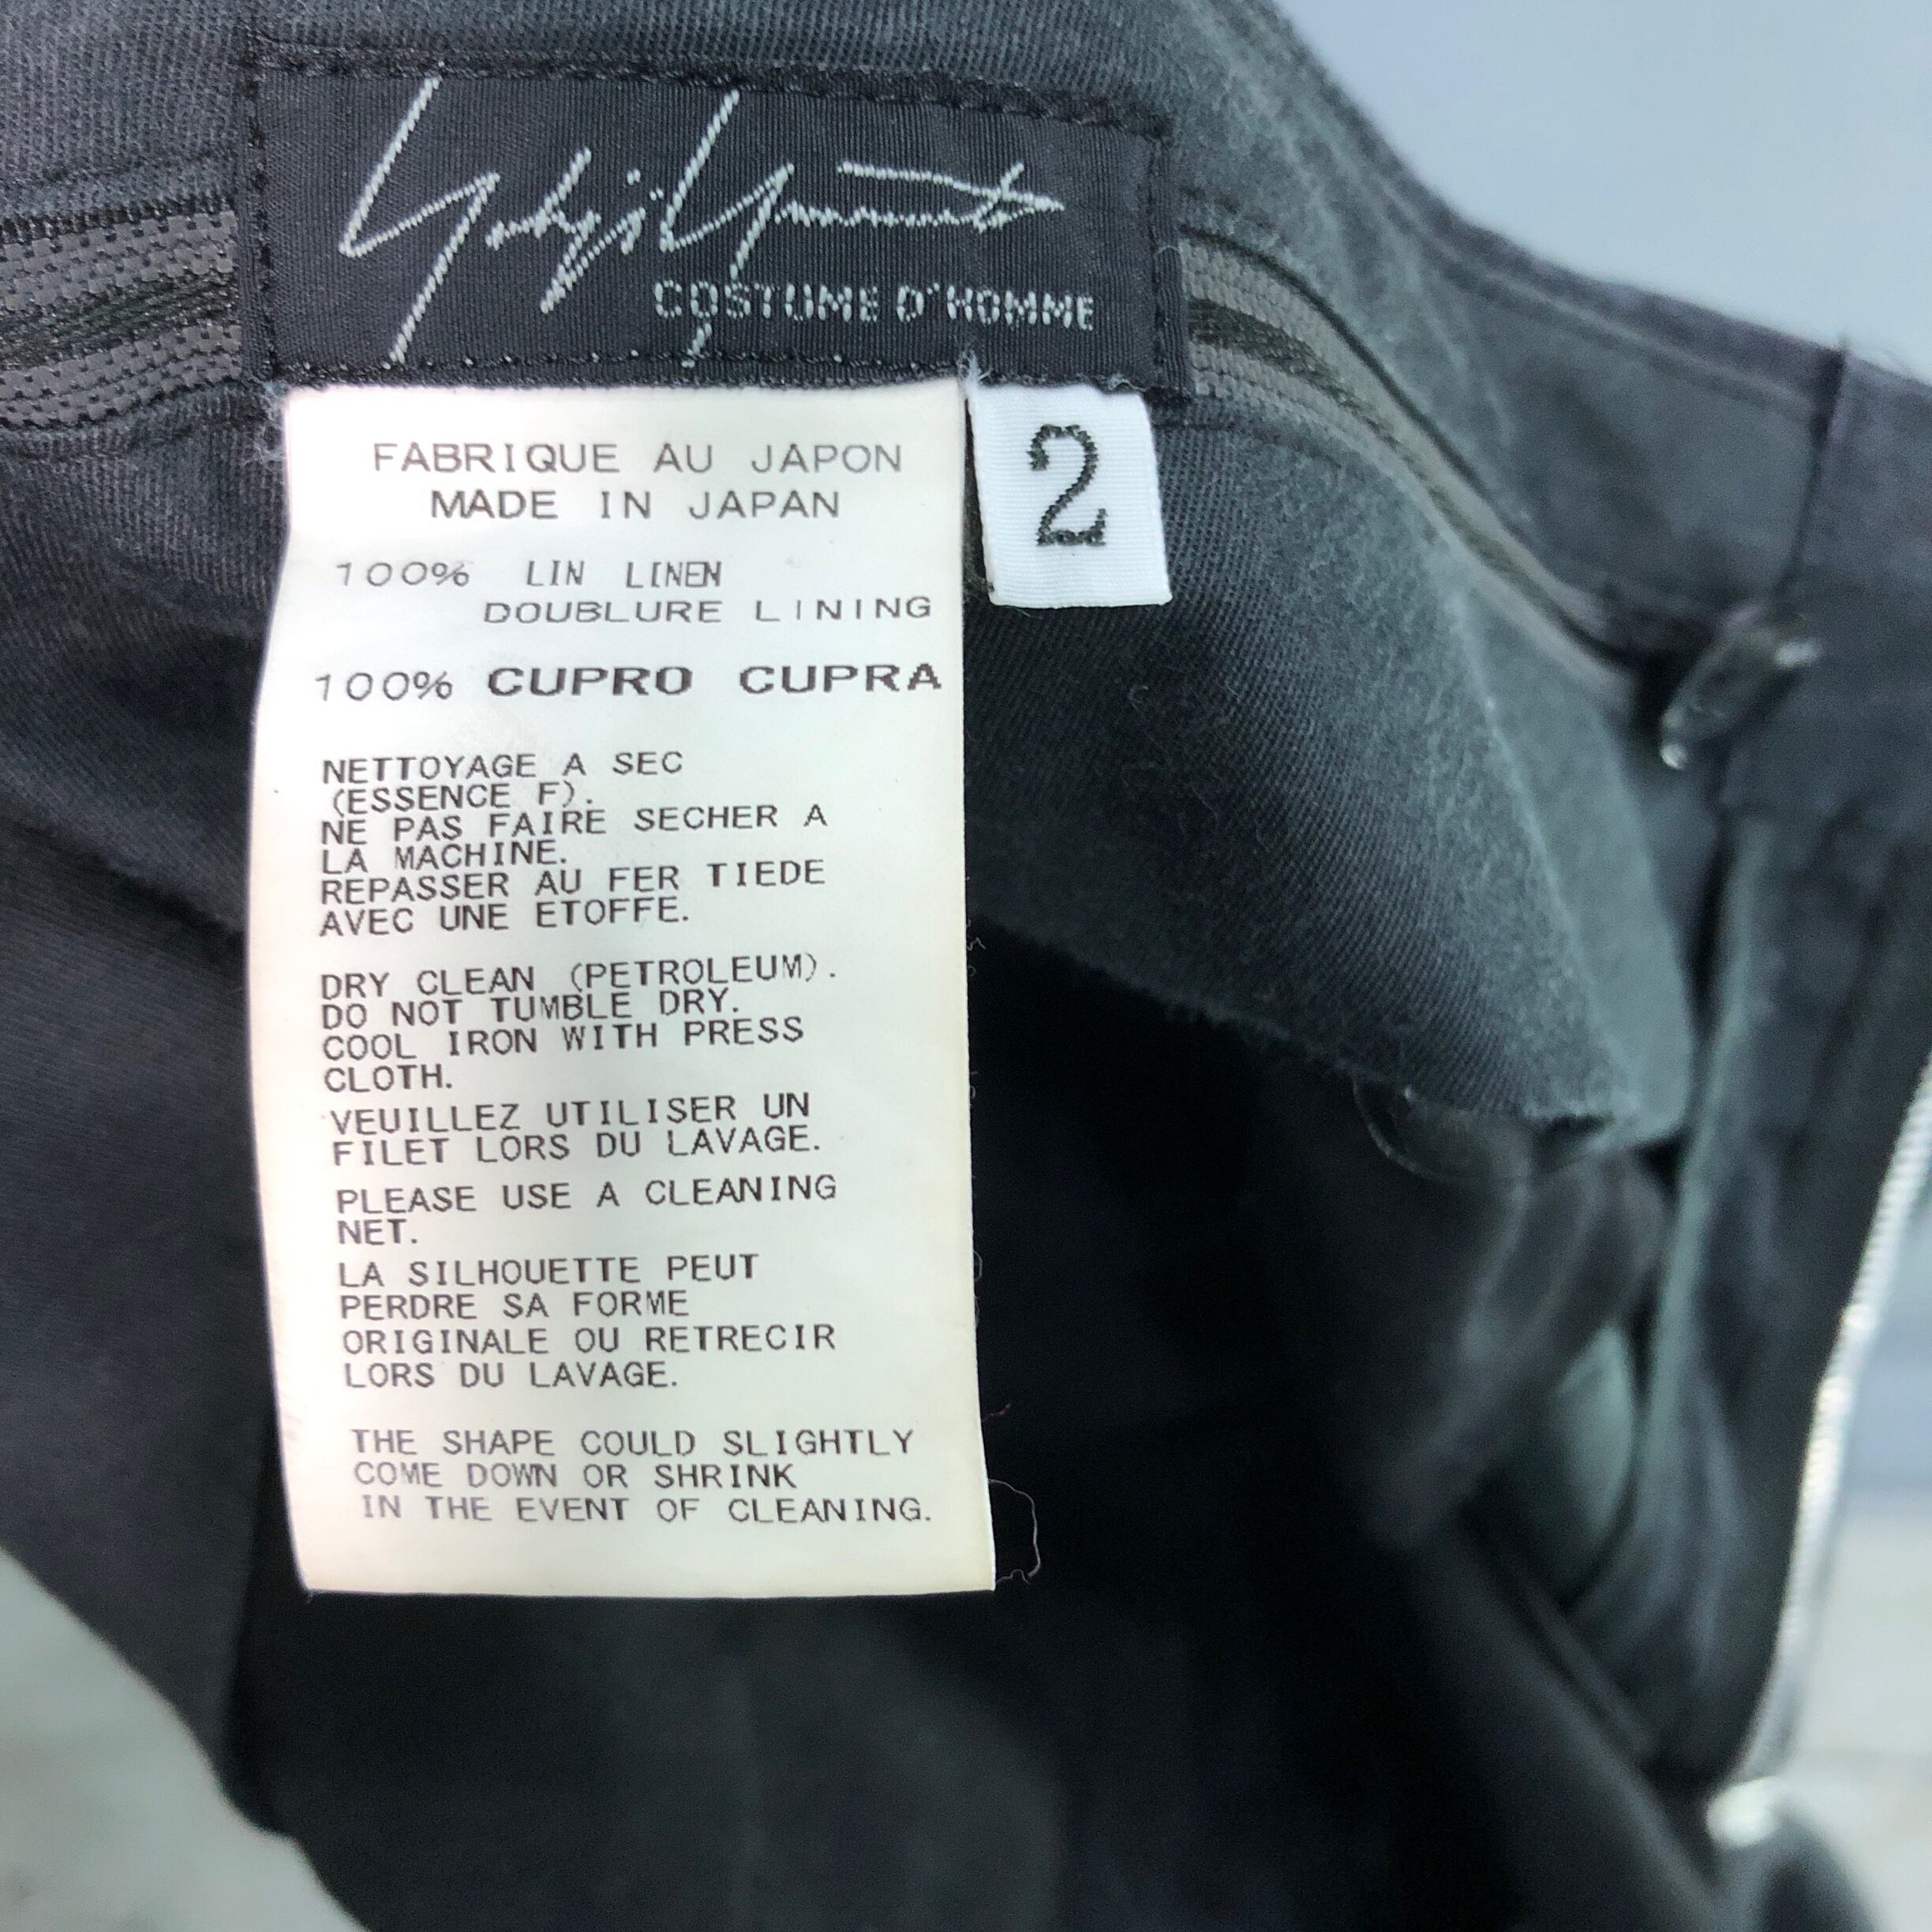 Yohji Yamamoto
COSTUME D'HOMME
2
FABRIQUE AU JAPON
MADE IN JAPAN
100% LIN LINEN
DOUBLURE LINING
100% CUPRO CUPRA
NETTOYAGE A SEC
(ESSENCE F).
NE PAS FAIRE SECHER A
LA MACHINE.
REPASSER AU FER TIEDE
AVEC UNE ETOFFE.
DRY CLEAN (PETROLEUM).
DO NOT TUMBLE DRY.
COOL IRON WITH PRESS
CLOTH.
VEUILLEZ UTILISER UN
FILET LORS DU LAVAGE.
PLEASE USE A CLEANING
NET.
LA SILHOUETTE PEUT
PERDRE SA FORME
ORIGINALE OU RETRECIR
LORS DU LAVAGE.
THE SHAPE COULD SLIGHTLY
COME DOWN OR SHRINK
IN THE EVENT OF CLEANING.